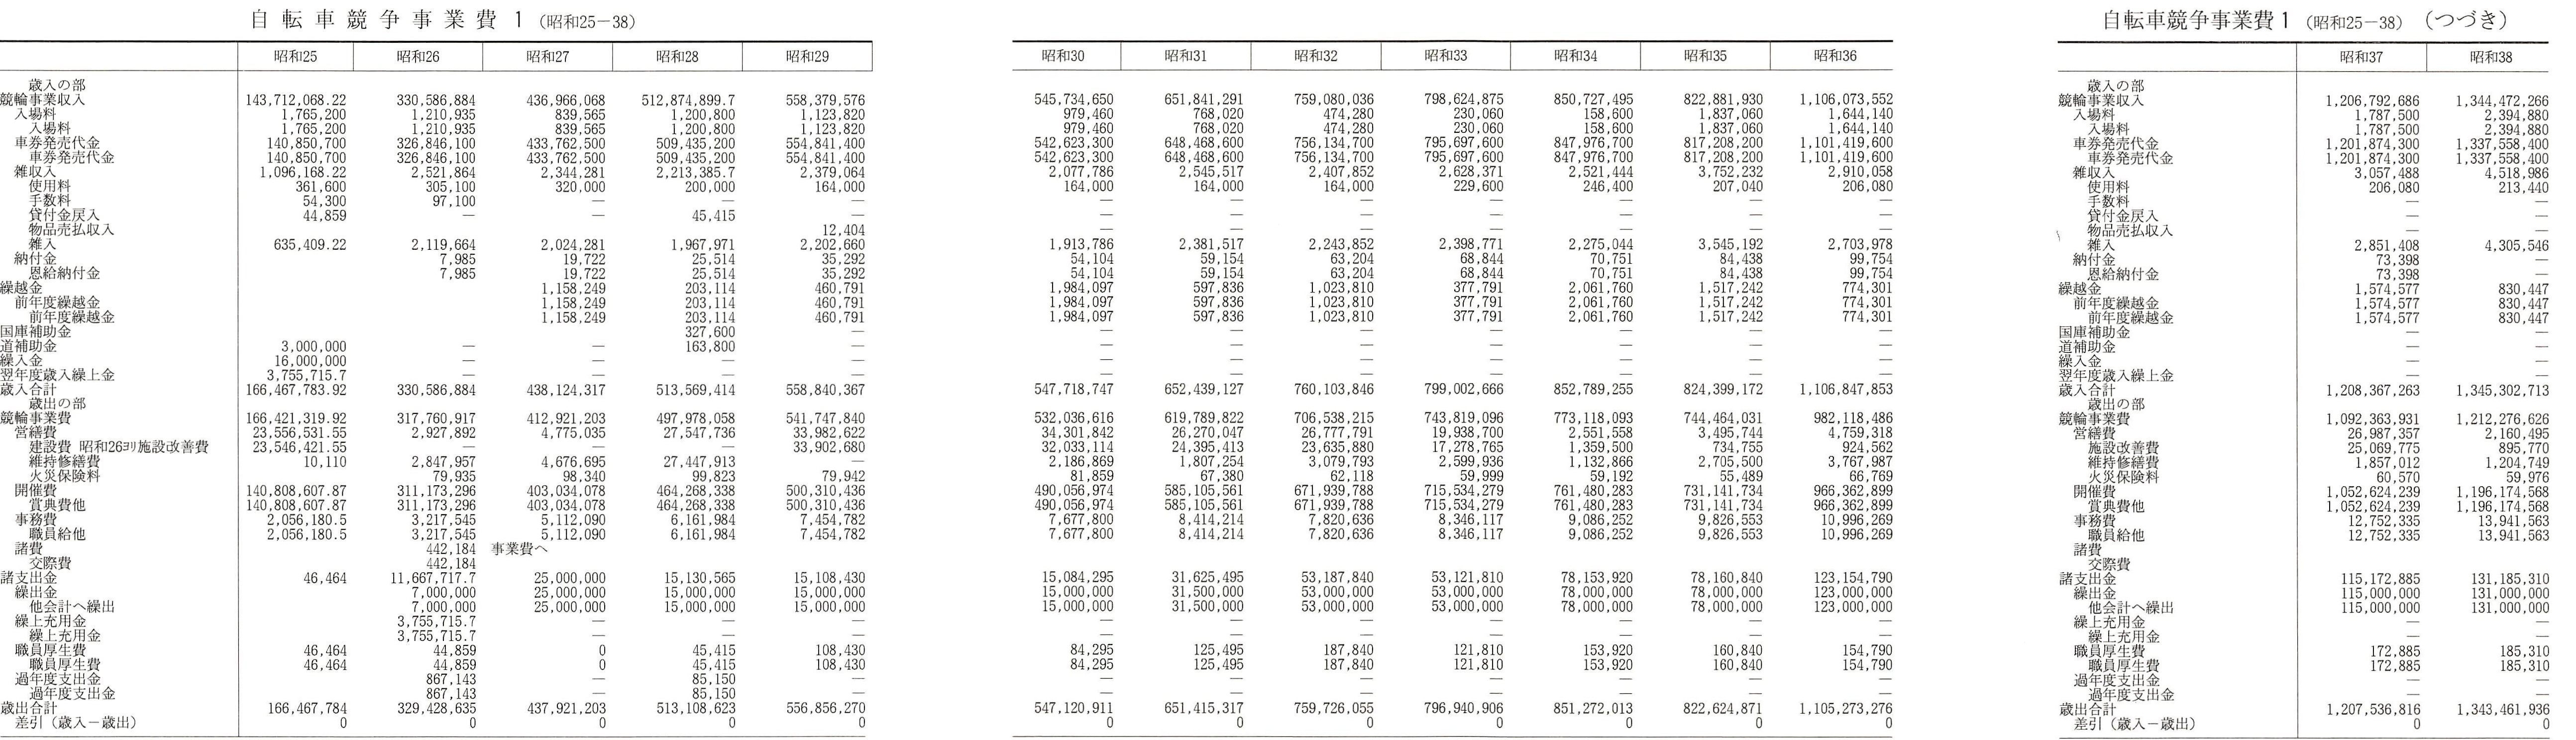 自転車競争事業費 1 (昭和25－38)
昭和25 昭和26 昭和27 昭和28 昭和29
歳入の部
競輪事業収入 143,712,068.22 330,586,884 436,966,068 512,874,899.7 558,379,576
入場料 1,765,200 1,210,935 839,565 1,200,800 1,123,820
入場料 1,765,200 1,210,935 839,565 1,200,800 1,123,820
車券発売代金 140,850,700 326,846,100 433,762,500 509,435,200 554,841,400
車券発売代金 140,850,700 326,846,100 433,762,500 509,435,200 554,841,400
雑収入 1,096,168.22 2,521,864 2,344,281 2,213,385.7 2,379,064
使用料 361,600 305,100 320,000 200,000 164,000
手数料 54,300 97,100 — — —
貸付金戻入 44,859 — — 45,415 —
物品売払収入 12,404
雑入 635,409.22 2,119,664 2,024,281 1,967,971 2,202,660
納付金 7,985 19,722 25,514 35,292
恩給納付金 7,985 19,722 25,514 35,292
繰越金 1,158,249 203,114 460,791
前年度繰越金 1,158,249 203,114 460,791
前年度繰越金 1,158,249 203,114 460,791
国庫補助金 327,600 —
道補助金 3,000,000 — — 163,800 —
繰入金 16,000,000 — — — —
翌年度歳入繰上金 3,755,715.7 — — — —
歳入合計 166,467,783.92 330,586,884 438,124,317 513,569,414 558,840,367
歳出の部
競輪事業費 166,421,319.92 317,760,917 412,921,203 497,978,058 541,747,840
営繕費 23,556,531.55 2,927,892 4,775,035 27,547,736 33,982,622
建設費 昭和26ヨリ施設改善費 23,546,421.55 — — — 33,902,680
維持修繕費 10,110 2,847,957 4,676,695 27,447,913 —
火災保険料 79,935 98,340 99,823 79,942
開催費 140,808,607.87 311,173,296 403,034,078 464,268,338 500,310,436
賞典費他 140,808,607.87 311,173,296 403,034,078 464,268,338 500,310,436
事務費 2,056,180.5 3,217,545 5,112,090 6,161,984 7,454,782
職員給他 2,056,180.5 3,217,545 5,112,090 6,161,984 7,454,782
諸費 442,184 事業費へ
交際費 442,184
諸支出金 46,464 11,667,717.7 25,000,000 15,130,565 15,108,430
繰出金 7,000,000 25,000,000 15,000,000 15,000,000
他会計へ繰出 7,000,000 25,000,000 15,000,000 15,000,000
繰上充用金 3,755,715.7 — — —
繰上充用金 3,755,715.7 — — —
職員厚生費 46,464 44,859 0 45,415 108,430
職員厚生費 46,464 44,859 0 45,415 108,430
過年度支出金 867,143 — 85,150 —
過年度支出金 867,143 — 85,150 —
歳出合計 166,467,784 329,428,635 437,921,203 513,108,623 556,856,270
差引（歳入－歳出） 0 0 0 0 0
昭和30 昭和31 昭和32 昭和33 昭和34 昭和35 昭和36
545,734,650 651,841,291 759,080,036 798,624,875 850,727,495 822,881,930 1,106,073,552
979,460 768,020 474,280 230,060 158,600 1,837,060 1,644,140
979,460 768,020 474,280 230,060 158,600 1,837,060 1,644,140
542,623,300 648,468,600 756,134,700 795,697,600 847,976,700 817,208,200 1,101,419,600
542,623,300 648,468,600 756,134,700 795,697,600 847,976,700 817,208,200 1,101,419,600
2,077,786 2,545,517 2,407,852 2,628,371 2,521,444 3,752,232 2,910,058
164,000 164,000 164,000 229,600 246,400 207,040 206,080
— — — — — — —
— — — — — — —
— — — — — — —
1,913,786 2,381,517 2,243,852 2,398,771 2,275,044 3,545,192 2,703,978
54,104 59,154 63,204 68,844 70,751 84,438 99,754
54,104 59,154 63,204 68,844 70,751 84,438 99,754
1,984,097 597,836 1,023,810 377,791 2,061,760 1,517,242 774,301
1,984,097 597,836 1,023,810 377,791 2,061,760 1,517,242 774,301
1,984,097 597,836 1,023,810 377,791 2,061,760 1,517,242 774,301
— — — — — — —
— — — — — — —
— — — — — — —
547,718,747 652,439,127 760,103,846 799,002,666 852,789,255 824,399,172 1,106,847,853
532,036,616 619,789,822 706,538,215 743,819,096 773,118,093 744,464,031 982,118,486
34,301,842 26,270,047 26,777,791 19,938,700 2,551,558 3,495,744 4,759,318
32,033,114 24,395,413 23,635,880 17,278,765 1,359,500 734,755 924,562
2,186,869 1,807,254 3,079,793 2,599,936 1,132,866 2,705,500 3,767,987
81,859 67,380 62,118 59,999 59,192 55,489 66,769
490,056,974 585,105,561 671,939,788 715,534,279 761,480,283 731,141,734 966,362,899
490,056,974 585,105,561 671,939,788 715,534,279 761,480,283 731,141,734 966,362,899
7,677,800 8,414,214 7,820,636 8,346,117 9,086,252 9,826,553 10,996,269
7,677,800 8,414,214 7,820,636 8,346,117 9,086,252 9,826,553 10,996,269
15,084,295 31,625,495 53,187,840 53,121,810 78,153,920 78,160,840 123,154,790
15,000,000 31,500,000 53,000,000 53,000,000 78,000,000 78,000,000 123,000,000
15,000,000 31,500,000 53,000,000 53,000,000 78,000,000 78,000,000 123,000,000
— — — — — — —
— — — — — — —
84,295 125,495 187,840 121,810 153,920 160,840 154,790
84,295 125,495 187,840 121,810 153,920 160,840 154,790
— — — — — — —
— — — — — — —
547,120,911 651,415,317 759,726,055 796,940,906 851,272,013 822,624,871 1,105,273,276
0 0 0 0 0 0 0
自転車競争事業費 1 (昭和25－38) （つづき）
昭和37 昭和38
歳入の部
競輪事業収入 1,206,792,686 1,344,472,266
入場料 1,787,500 2,394,880
入場料 1,787,500 2,394,880
車券発売代金 1,201,874,300 1,337,558,400
車券発売代金 1,201,874,300 1,337,558,400
雑収入 3,057,488 4,518,986
使用料 206,080 213,440
手数料 — —
貸付金戻入 — —
物品売払収入 — —
雑入 2,851,408 4,305,546
納付金 73,398 —
恩給納付金 73,398 —
繰越金 1,574,577 830,447
前年度繰越金 1,574,577 830,447
前年度繰越金 1,574,577 830,447
国庫補助金 — —
道補助金 — —
繰入金 — —
翌年度歳入繰上金 — —
歳入合計 1,208,367,263 1,345,302,713
歳出の部
競輪事業費 1,092,363,931 1,212,276,626
営繕費 26,987,357 2,160,495
施設改善費 25,069,775 895,770
維持修繕費 1,857,012 1,204,749
火災保険料 60,570 59,976
開催費 1,052,624,239 1,196,174,568
賞典費他 1,052,624,239 1,196,174,568
事務費 12,752,335 13,941,563
職員給他 12,752,335 13,941,563
諸費
交際費
諸支出金 115,172,885 131,185,310
繰出金 115,000,000 131,000,000
他会計へ繰出 115,000,000 131,000,000
繰上充用金 — —
繰上充用金 — —
職員厚生費 172,885 185,310
職員厚生費 172,885 185,310
過年度支出金 — —
過年度支出金 — —
歳出合計 1,207,536,816 1,343,461,936
差引（歳入－歳出） 0 0